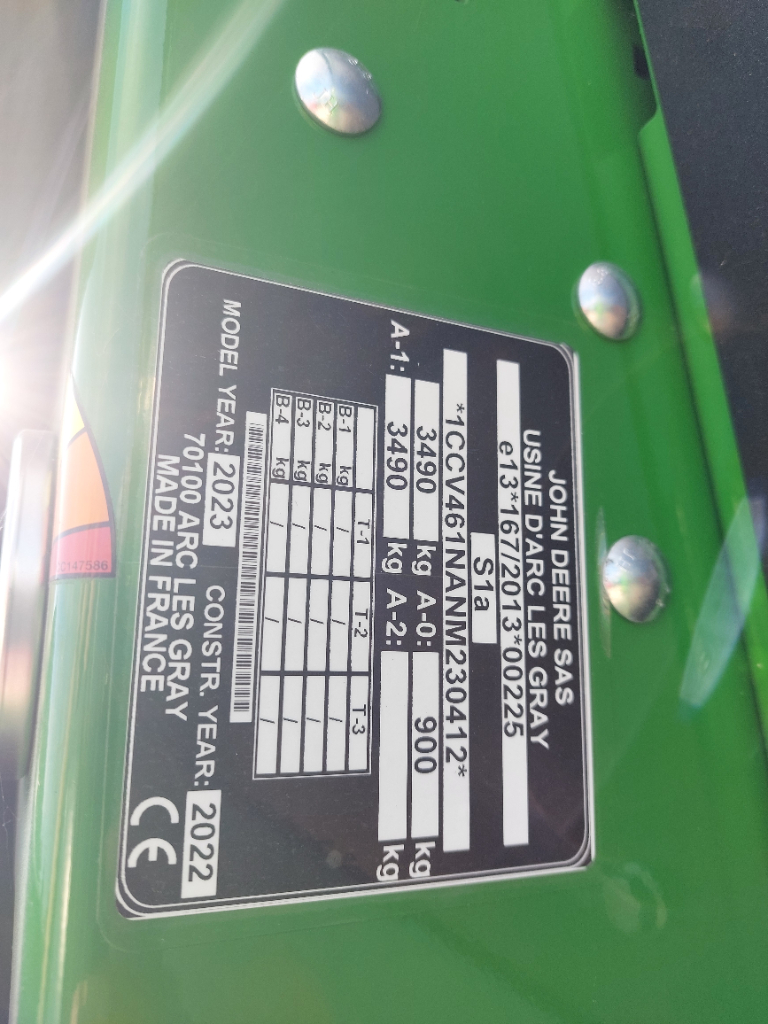 JOHN DEERE SAS
USINE D'ARC LES GRAY
e13*167/2013*00225
S1a
*1CCV461NANM230412*
3490 kg A-0: 900 kg
A-1: 3490 kg A-2: kg
T-1 T-2 T-3
B-1 kg / / /
B-2 kg / / /
B-3 kg / / /
B-4 kg / / /
MODEL YEAR: 2023 CONSTR. YEAR: 2022
70100 ARC LES GRAY
MADE IN FRANCE
CE